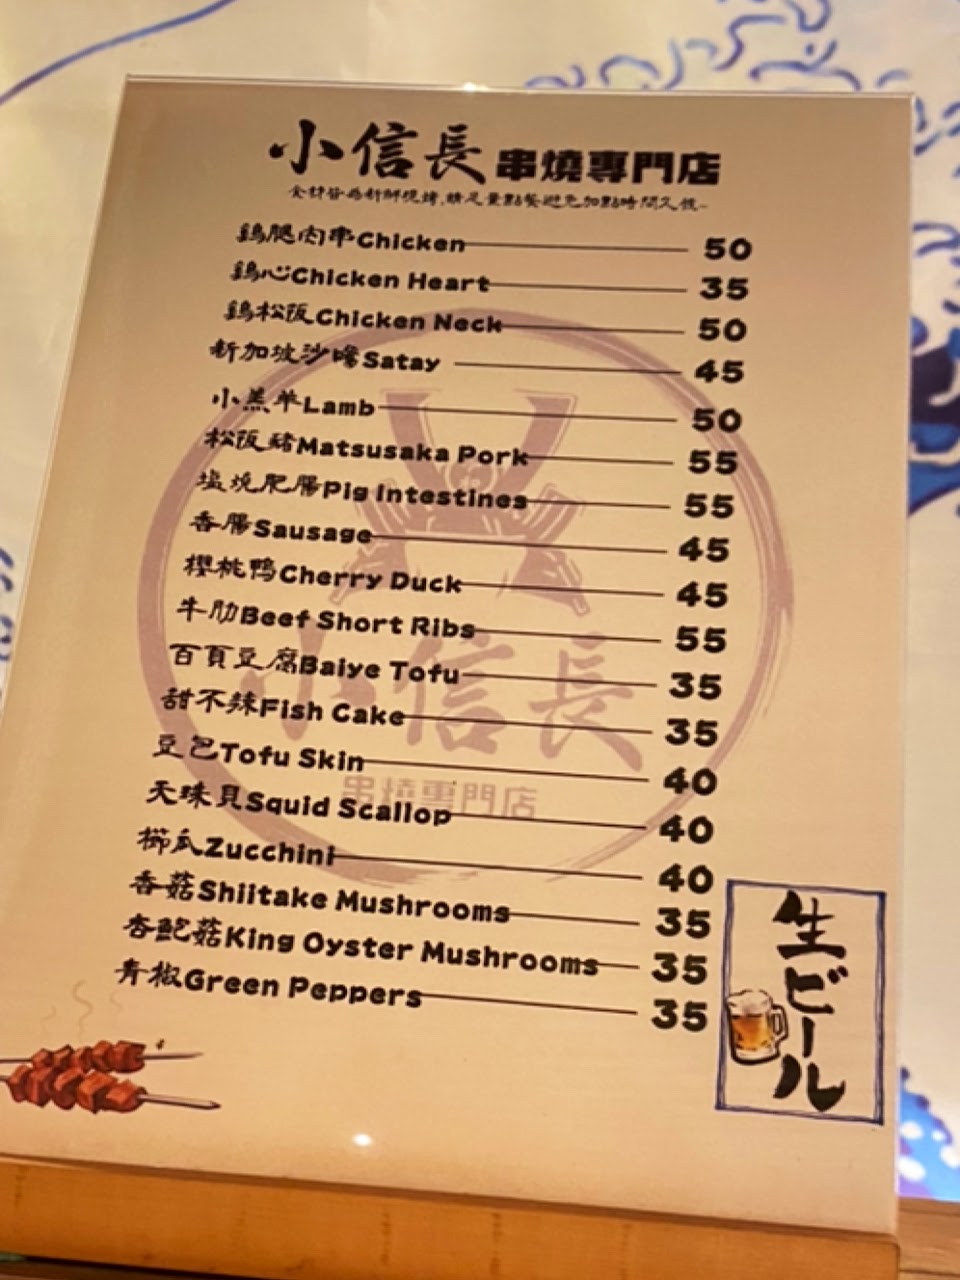 小信長串燒專門店
食材皆為新鮮現烤,請足量點餐避免加點時間久候~
鷄腿肉串Chicken 50
鷄心Chicken Heart 35
鷄松阪Chicken Neck 50
新加坡沙嗲Satay 45
小羔羊Lamb 50
松阪豬Matsusaka Pork 55
塩燒肥腸Pig Intestines 55
香腸Sausage 45
櫻桃鴨Cherry Duck 45
牛肋Beef Short Ribs 55
百頁豆腐Baiye Tofu 35
甜不辣Fish Cake 35
豆包Tofu Skin 40
天珠貝Squid Scallop 40
櫛瓜Zucchini 40
香菇Shiitake Mushrooms 35
杏鮑菇King Oyster Mushrooms 35
青椒Green Peppers 35
小信長
串燒專門店
生ビール